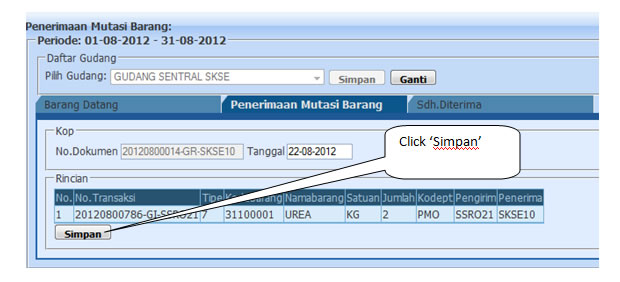 Penerimaan Mutasi Barang:
Periode: 01-08-2012 - 31-08-2012
Daftar Gudang
Pilih Gudang: GUDANG SENTRAL SKSE Simpan Ganti
Barang Datang Penerimaan Mutasi Barang Sdh.Diterima
Kop
No.Dokumen 20120800014-GR-SKSE10 Tanggal 22-08-2012
Click ‘Simpan’
Rincian
No. No.Transaksi Tipe Namabarang Satuan Jumlah Kodept Pengirim Penerima
1 20120800786-GI-SSRO21 7 31100001 UREA KG 2 PMO SSRO21 SKSE10
Simpan